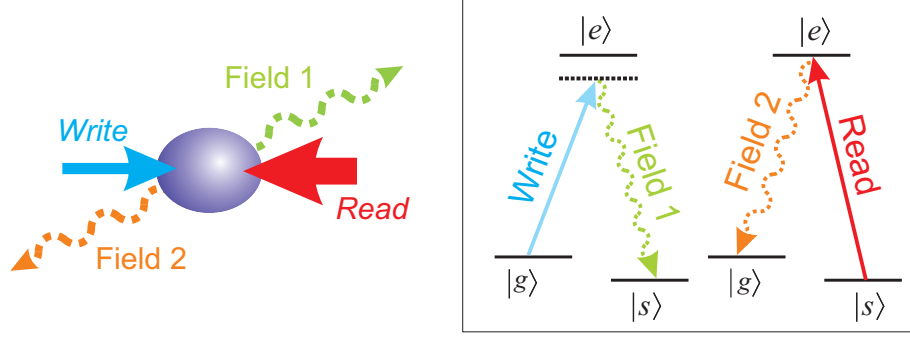 Field 1
Write
Read
Field 2
|e⟩
|e⟩
Write
Field 1
Field 2
Read
|g⟩
|s⟩
|g⟩
|s⟩